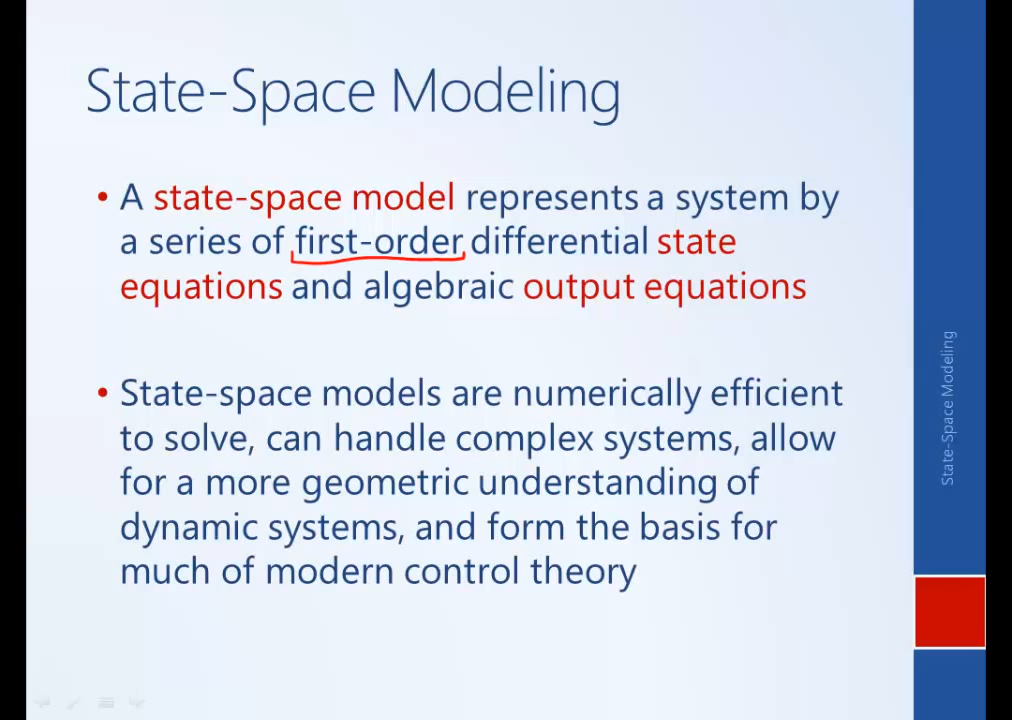 State-Space Modeling
• A state-space model represents a system by
a series of first-order differential state
equations and algebraic output equations
• State-space models are numerically efficient
to solve, can handle complex systems, allow
for a more geometric understanding of
dynamic systems, and form the basis for
much of modern control theory
State-Space Modeling